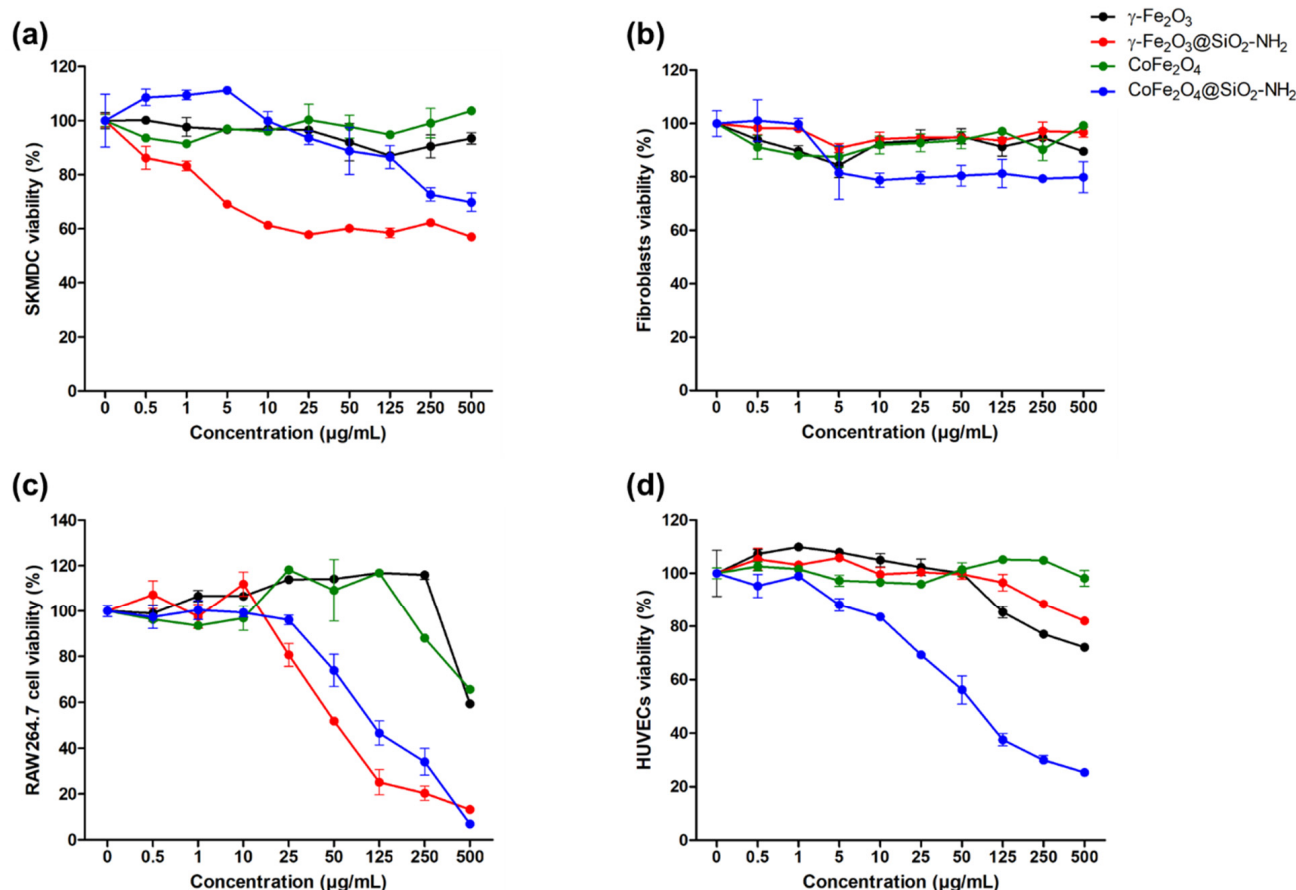 (a)
120
100
80
60
40
20
0
SKMDC viability (%)
0 0.5 1 5 10 25 50 125 250 500
Concentration (µg/mL)
(b)
γ-Fe₂O₃
γ-Fe₂O₃@SiO₂-NH₂
CoFe₂O₄
CoFe₂O₄@SiO₂-NH₂
120
100
80
60
40
20
0
Fibroblasts viability (%)
0 0.5 1 5 10 25 50 125 250 500
Concentration (µg/mL)
(c)
140
120
100
80
60
40
20
0
RAW264.7 cell viability (%)
0 0.5 1 10 25 50 125 250 500
Concentration (µg/mL)
(d)
120
100
80
60
40
20
0
HUVECs viability (%)
0 0.5 1 5 10 25 50 125 250 500
Concentration (µg/mL)